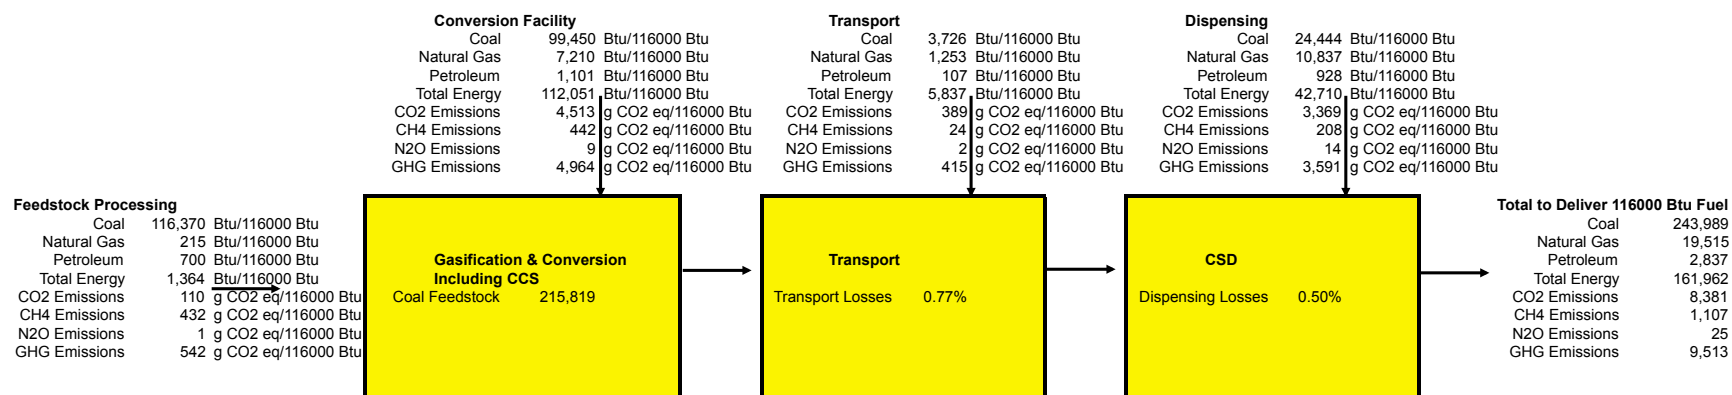 Conversion Facility
Coal 99,450 Btu/116000 Btu
Natural Gas 7,210 Btu/116000 Btu
Petroleum 1,101 Btu/116000 Btu
Total Energy 112,051 Btu/116000 Btu
CO2 Emissions 4,513 g CO2 eq/116000 Btu
CH4 Emissions 442 g CO2 eq/116000 Btu
N2O Emissions 9 g CO2 eq/116000 Btu
GHG Emissions 4,964 g CO2 eq/116000 Btu
Transport
Coal 3,726 Btu/116000 Btu
Natural Gas 1,253 Btu/116000 Btu
Petroleum 107 Btu/116000 Btu
Total Energy 5,837 Btu/116000 Btu
CO2 Emissions 389 g CO2 eq/116000 Btu
CH4 Emissions 24 g CO2 eq/116000 Btu
N2O Emissions 2 g CO2 eq/116000 Btu
GHG Emissions 415 g CO2 eq/116000 Btu
Dispensing
Coal 24,444 Btu/116000 Btu
Natural Gas 10,837 Btu/116000 Btu
Petroleum 928 Btu/116000 Btu
Total Energy 42,710 Btu/116000 Btu
CO2 Emissions 3,369 g CO2 eq/116000 Btu
CH4 Emissions 208 g CO2 eq/116000 Btu
N2O Emissions 14 g CO2 eq/116000 Btu
GHG Emissions 3,591 g CO2 eq/116000 Btu
Feedstock Processing
Coal 116,370 Btu/116000 Btu
Natural Gas 215 Btu/116000 Btu
Petroleum 700 Btu/116000 Btu
Total Energy 1,364 Btu/116000 Btu
CO2 Emissions 110 g CO2 eq/116000 Btu
CH4 Emissions 432 g CO2 eq/116000 Btu
N2O Emissions 1 g CO2 eq/116000 Btu
GHG Emissions 542 g CO2 eq/116000 Btu
Gasification & Conversion
Including CCS
Coal Feedstock 215,819
Transport
Transport Losses 0.77%
CSD
Dispensing Losses 0.50%
Total to Deliver 116000 Btu Fuel
Coal 243,989
Natural Gas 19,515
Petroleum 2,837
Total Energy 161,962
CO2 Emissions 8,381
CH4 Emissions 1,107
N2O Emissions 25
GHG Emissions 9,513